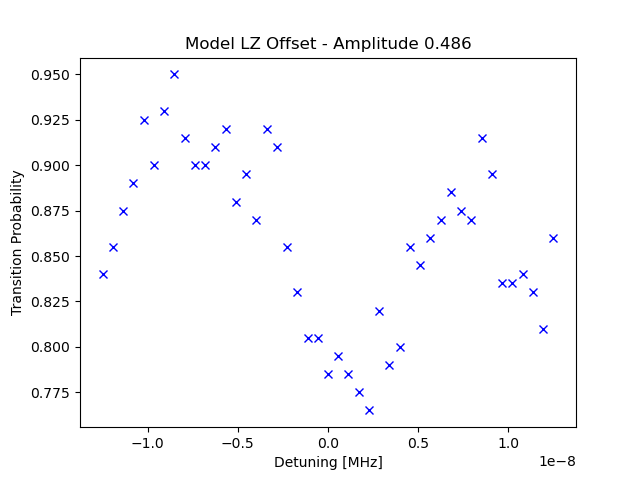 Model LZ Offset - Amplitude 0.486
Transition Probability
0.950
0.925
0.900
0.875
0.850
0.825
0.800
0.775
−1.0 −0.5 0.0 0.5 1.0
1e−8
Detuning [MHz]